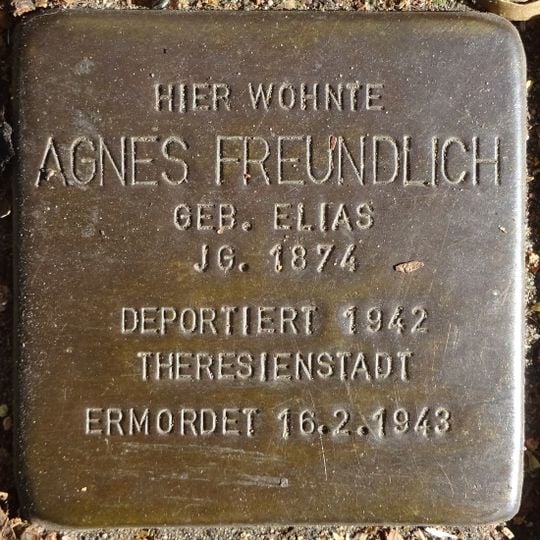 HIER WOHNTE
AGNES FREUNDLICH
GEB. ELIAS
JG. 1874
DEPORTIERT 1942
THERESIENSTADT
ERMORDET 16.2.1943